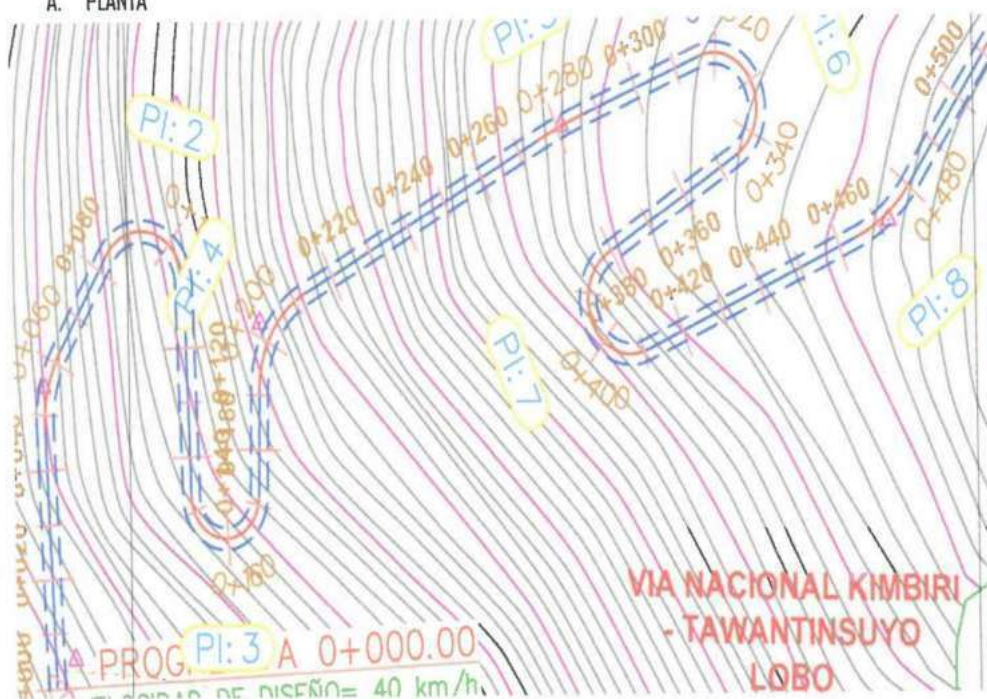 A. PLANTA
PI: 2
PI: 4
PI: 6
PI: 7
PI: 8
PI: 3
0+060
0+080
0+120
0+180
0+160
0+200
0+220
0+240
0+260
0+280
0+300
0+340
0+360
0+380
0+400
0+420
0+440
0+460
0+480
0+500
A 0+000.00
DE DISEÑO= 40 km/h
VIA NACIONAL KIMBIRI
- TAWANTINSUYO
LOBO